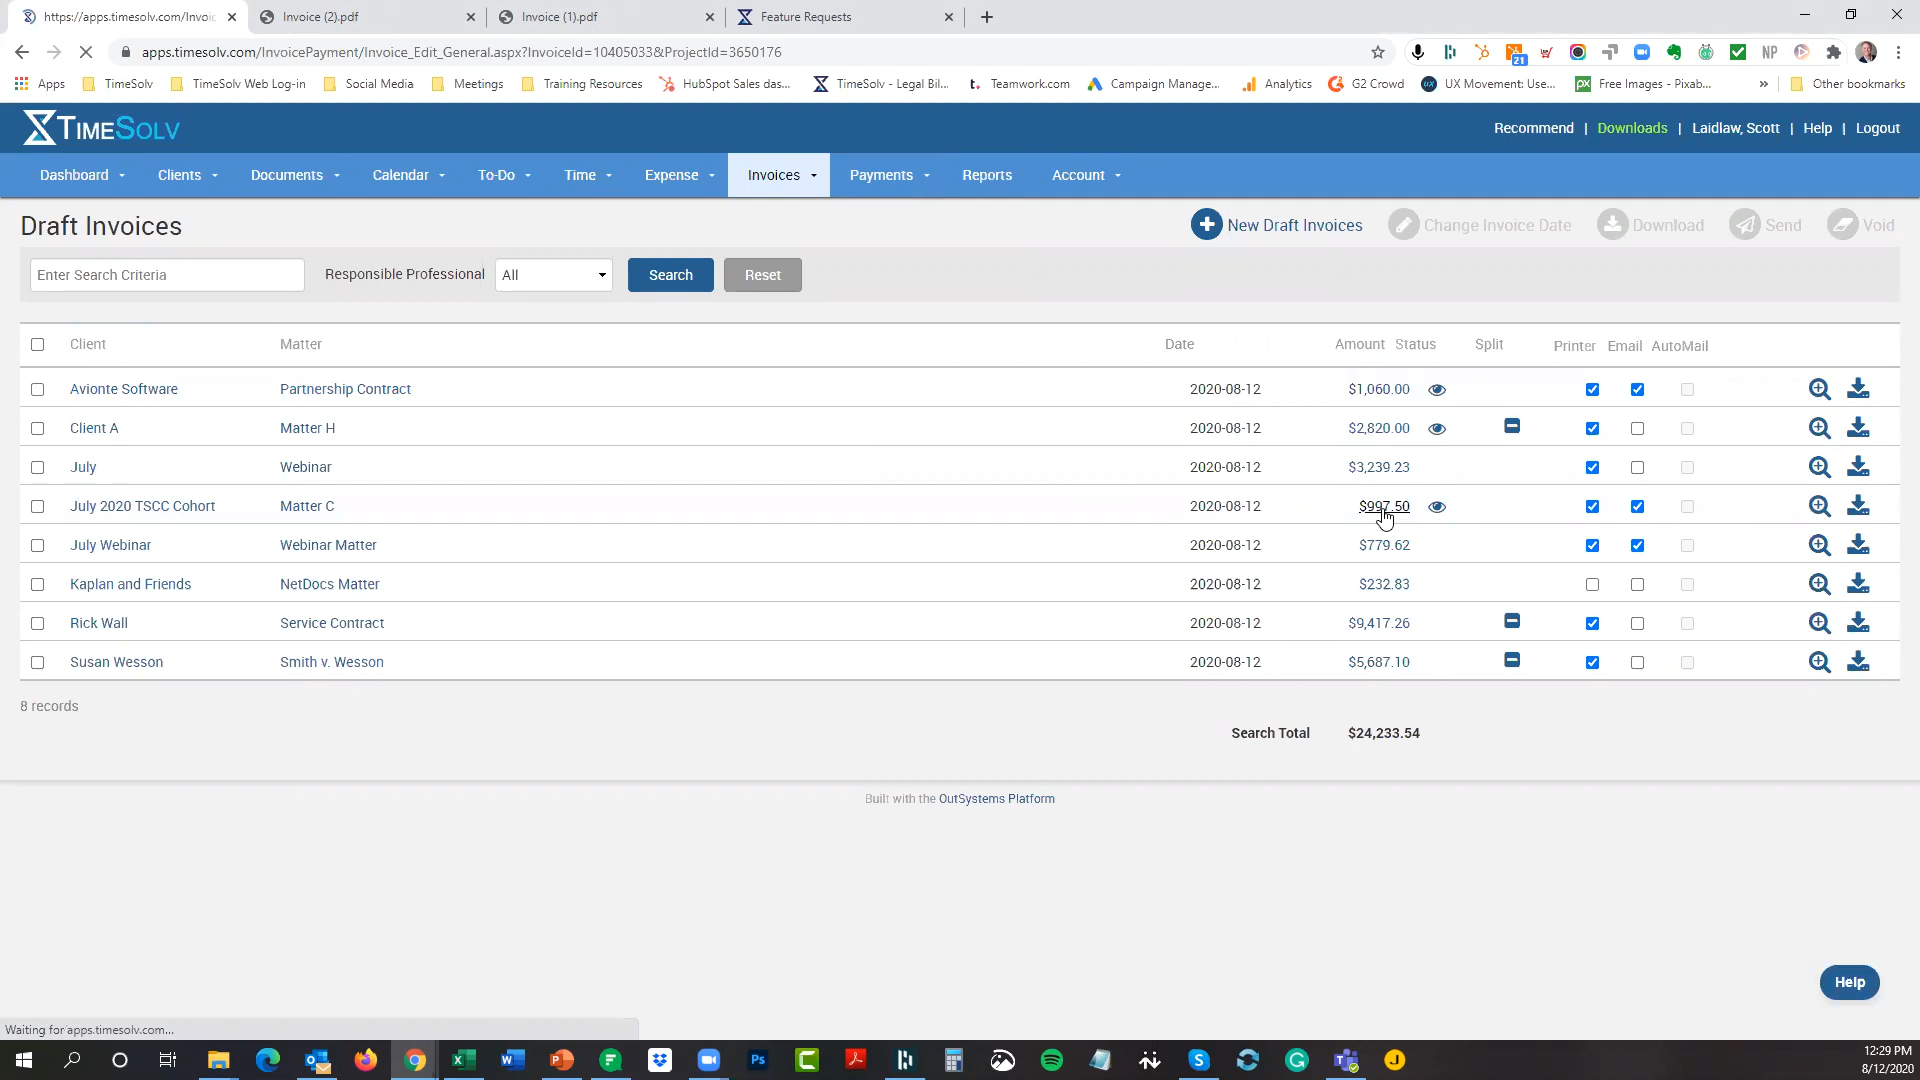 https://apps.timesolv.com/Invoic
Invoice (2).pdf
Invoice (1).pdf
Feature Requests
apps.timesolv.com/InvoicePayment/Invoice_Edit_General.aspx?InvoiceId=10405033&ProjectId=3650176
21
NP
Apps
TimeSolv
TimeSolv Web Log-in
Social Media
Meetings
Training Resources
HubSpot Sales das...
TimeSolv - Legal Bil...
Teamwork.com
Campaign Manage...
Analytics
G2 Crowd
UX Movement: Use...
Free Images - Pixab...
»
Other bookmarks
TIMESOLV
Recommend | Downloads | Laidlaw, Scott | Help | Logout
Dashboard Clients Documents Calendar To-Do Time Expense Invoices Payments Reports Account
Draft Invoices
New Draft Invoices Change Invoice Date Download Send Void
Enter Search Criteria Responsible Professional All Search Reset
Client Matter Date Amount Status Split Printer Email AutoMail
Avionte Software Partnership Contract 2020-08-12 $1,060.00
Client A Matter H 2020-08-12 $2,820.00
July Webinar 2020-08-12 $3,239.23
July 2020 TSCC Cohort Matter C 2020-08-12 $997.50
July Webinar Webinar Matter 2020-08-12 $779.62
Kaplan and Friends NetDocs Matter 2020-08-12 $232.83
Rick Wall Service Contract 2020-08-12 $9,417.26
Susan Wesson Smith v. Wesson 2020-08-12 $5,687.10
8 records
Search Total $24,233.54
Built with the OutSystems Platform
Help
Waiting for apps.timesolv.com...
12:29 PM
8/12/2020